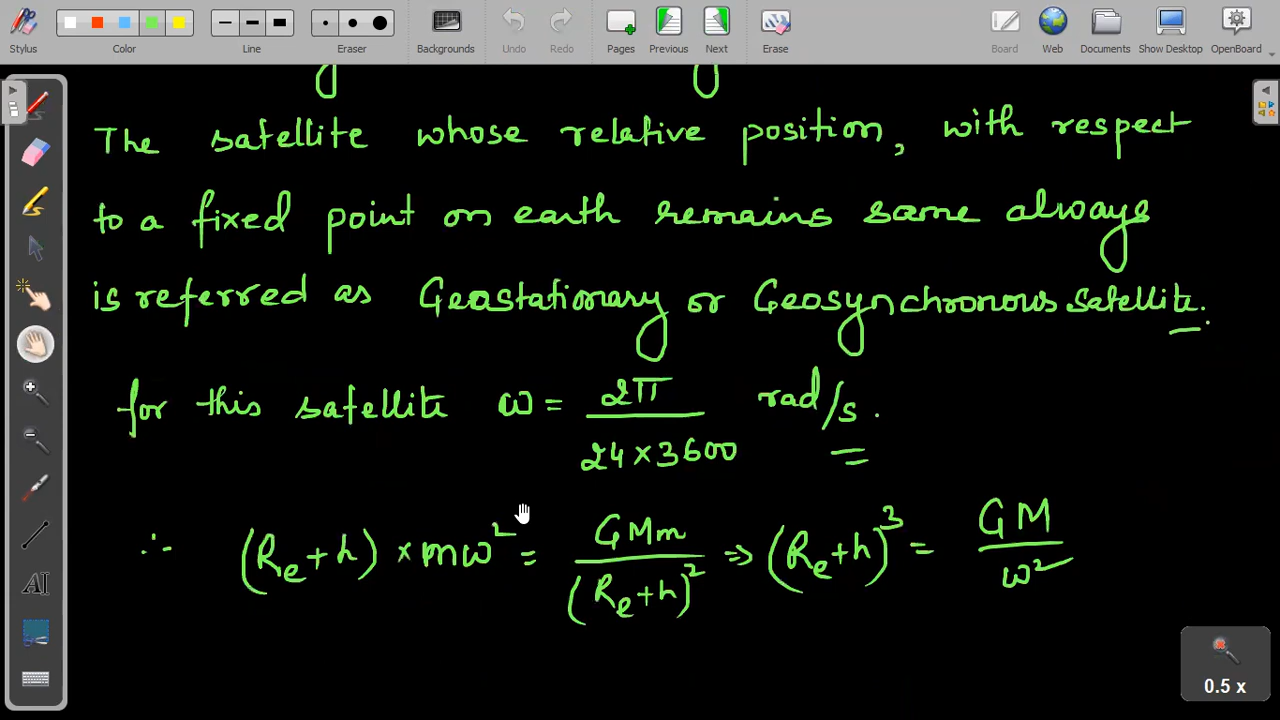 Stylus Color Line Eraser Backgrounds Undo Redo Pages Previous Next Erase Board Web Documents Show Desktop OpenBoard
The satellite whose relative position, with respect
to a fixed point on earth remains same always
is referred as Geostationary or Geosynchronous satellite.
for this satellite ω = 2π / 24×3600 rad/s.
∴ (Re+h) × mω² = GMm / (Re+h)² ⇒ (Re+h)³ = GM / ω²
0.5 x